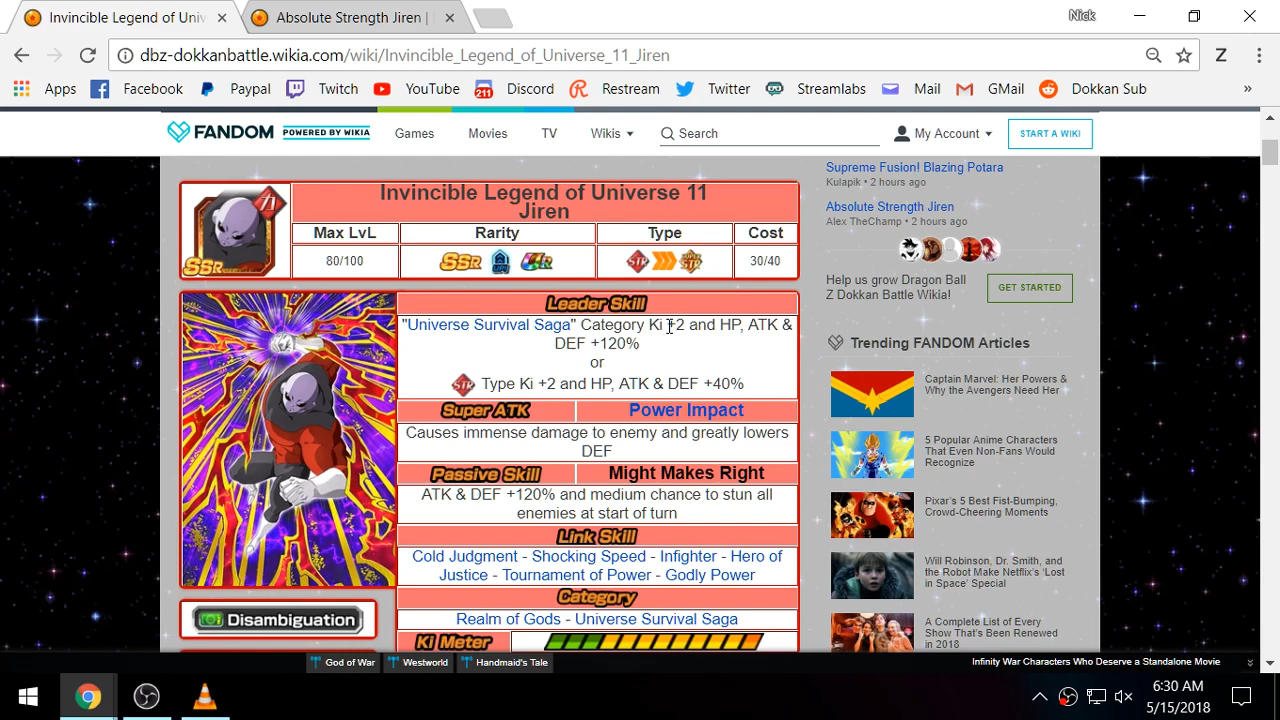 Invincible Legend of Univ
Absolute Strength Jiren |
Nick
dbz-dokkanbattle.wikia.com/wiki/Invincible_Legend_of_Universe_11_Jiren
Z
Apps
Facebook
Paypal
Twitch
YouTube
211
Discord
Restream
Twitter
Streamlabs
Mail
GMail
Dokkan Sub
»
FANDOM
POWERED BY WIKIA
Games
Movies
TV
Wikis
Search
My Account
START A WIKI
Invincible Legend of Universe 11
Jiren
Max LvL
Rarity
Type
Cost
80/100
SSR
UR
STR
STR
30/40
SSR
Leader Skill
"Universe Survival Saga" Category Ki +2 and HP, ATK &
DEF +120%
or
STR Type Ki +2 and HP, ATK & DEF +40%
Super ATK
Power Impact
Causes immense damage to enemy and greatly lowers
DEF
Passive Skill
Might Makes Right
ATK & DEF +120% and medium chance to stun all
enemies at start of turn
Link Skill
Cold Judgment - Shocking Speed - Infighter - Hero of
Justice - Tournament of Power - Godly Power
Category
Realm of Gods - Universe Survival Saga
Ki Meter
Disambiguation
Supreme Fusion! Blazing Potara
Kulapik • 2 hours ago
Absolute Strength Jiren
Alex TheChamp • 2 hours ago
Help us grow Dragon Ball
Z Dokkan Battle Wikia!
GET STARTED
Trending FANDOM Articles
Captain Marvel: Her Powers &
Why the Avengers Need Her
5 Popular Anime Characters
That Even Non-Fans Would
Recognize
Pixar's 5 Best Fist-Bumping,
Crowd-Cheering Moments
Will Robinson, Dr. Smith, and
the Robot Make Netflix's 'Lost
in Space' Special
A Complete List of Every
Show That's Been Renewed
in 2018
God of War
Westworld
Handmaid's Tale
Infinity War Characters Who Deserve a Standalone Movie
6:30 AM
5/15/2018